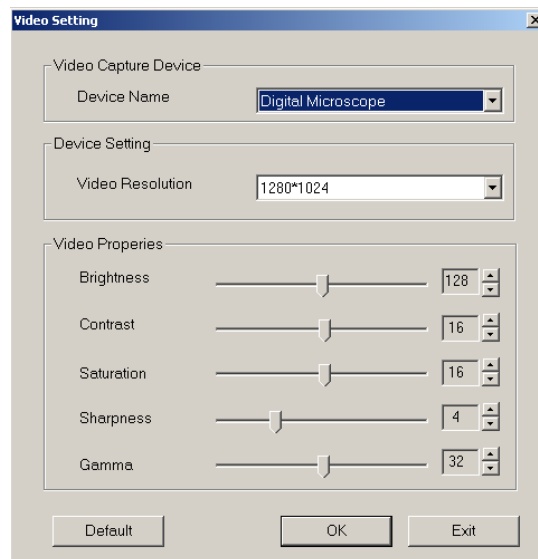 Video Setting
Video Capture Device
Device Name Digital Microscope
Device Setting
Video Resolution 1280*1024
Video Properies
Brightness 128
Contrast 16
Saturation 16
Sharpness 4
Gamma 32
Default OK Exit